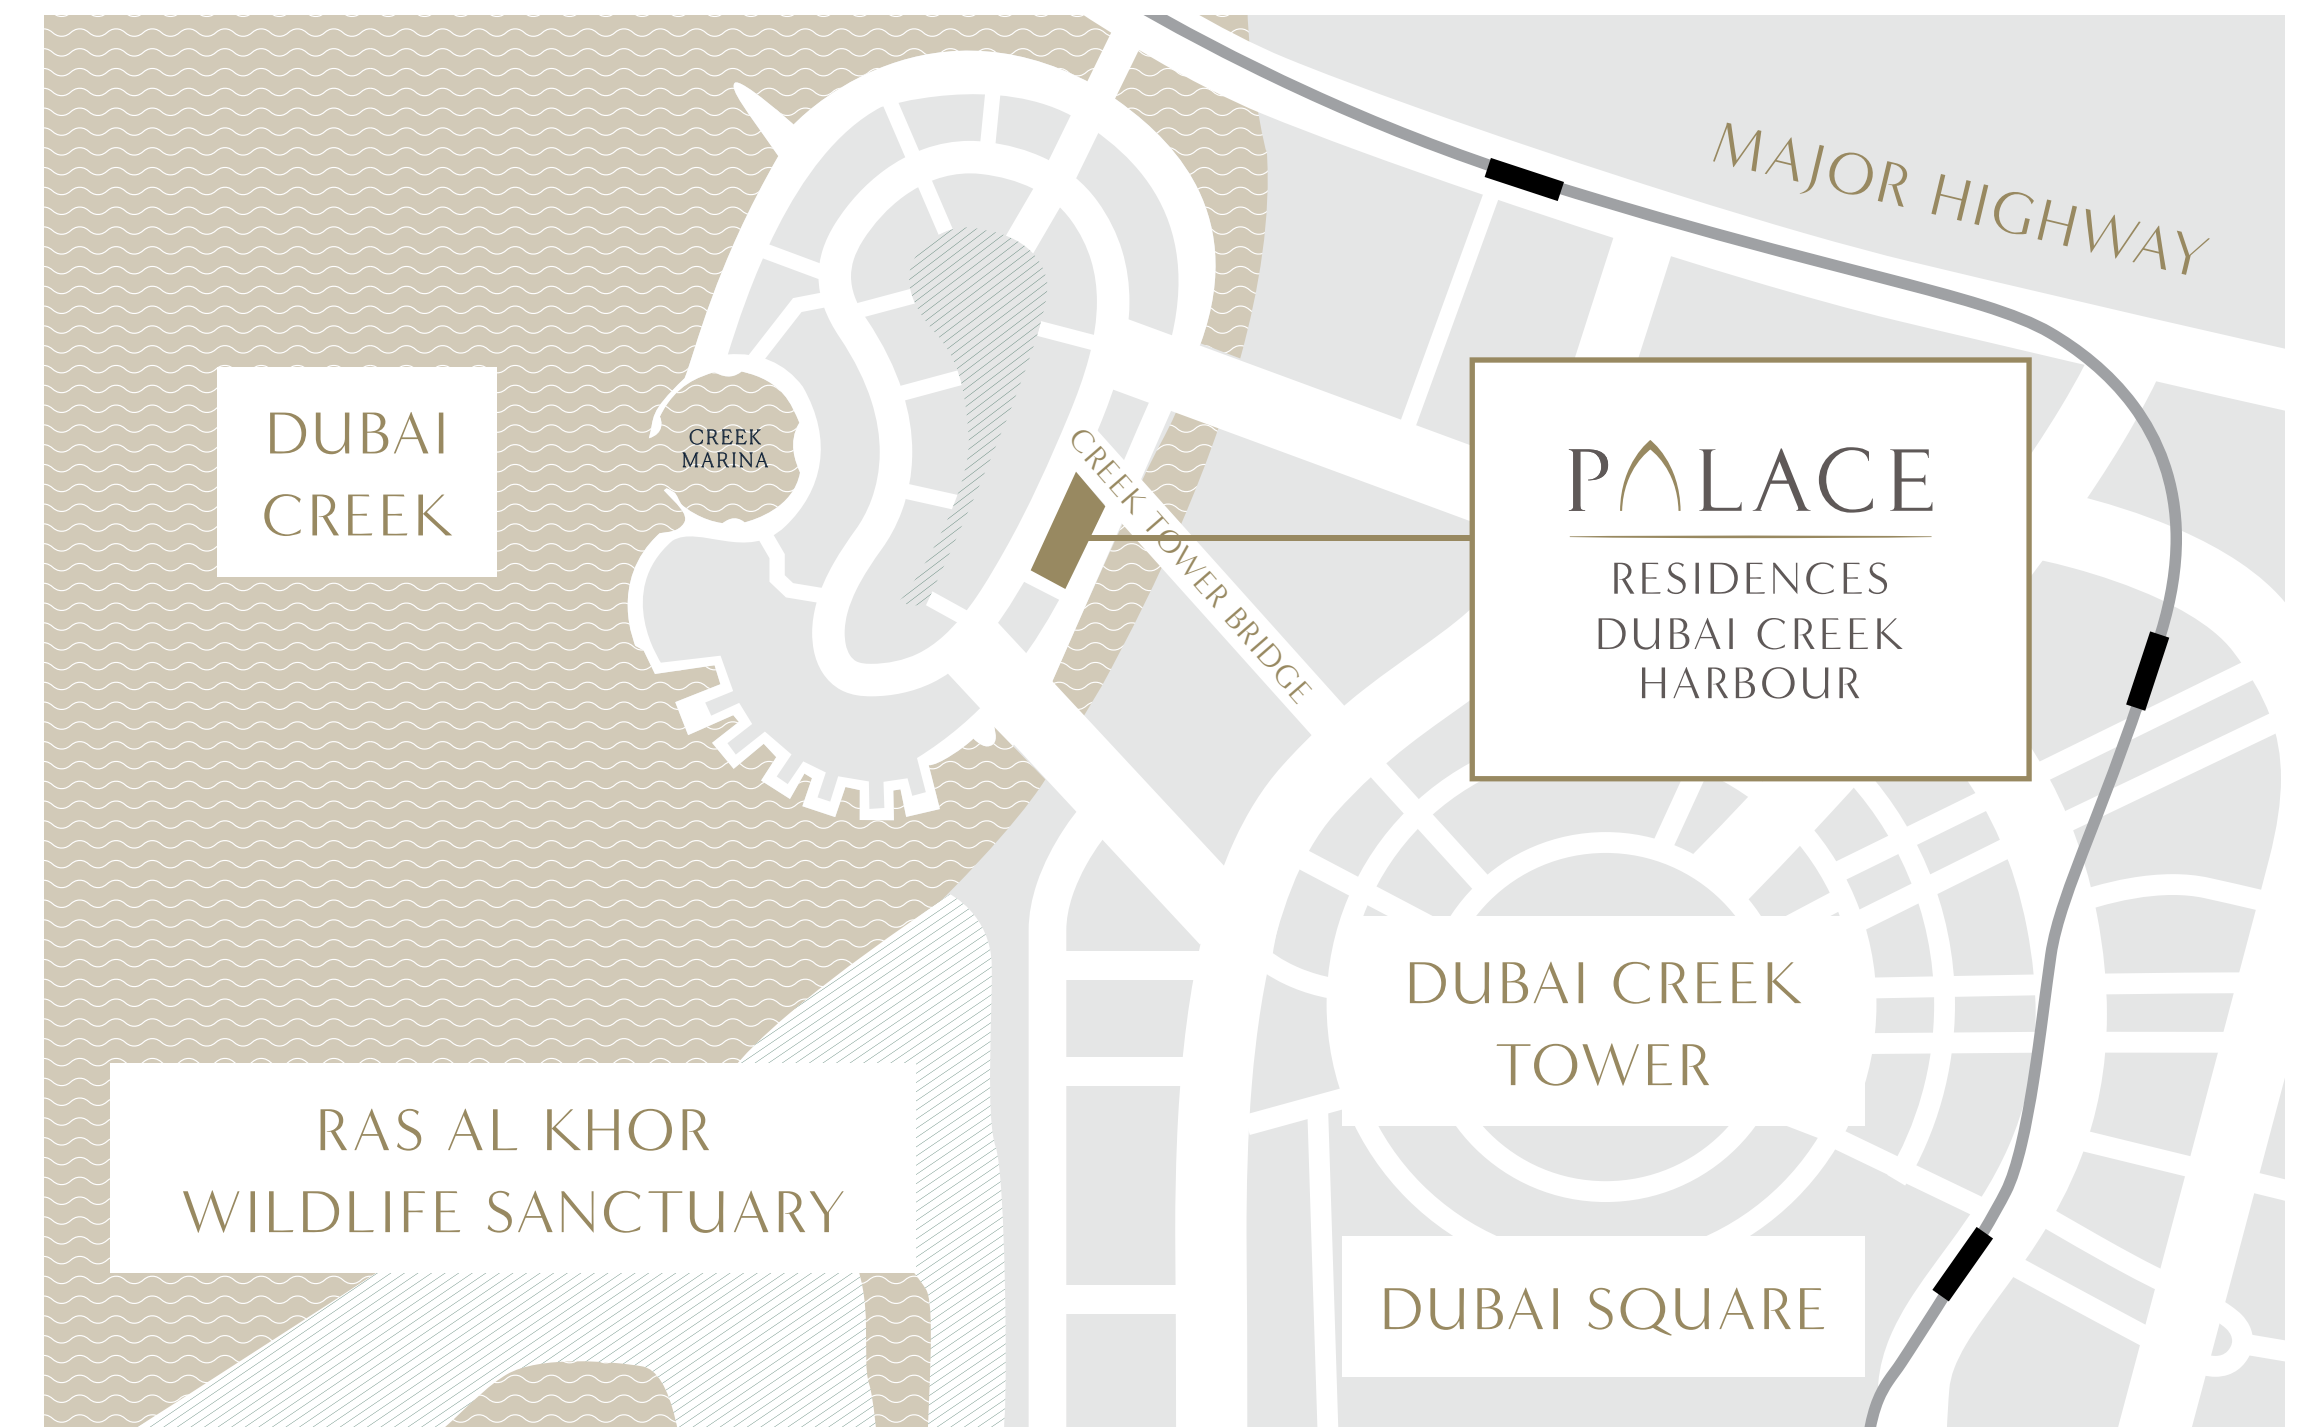 MAJOR HIGHWAY
DUBAI
CREEK
CREEK
MARINA
CREEK TOWER BRIDGE
PALACE
RESIDENCES
DUBAI CREEK
HARBOUR
DUBAI CREEK
TOWER
RAS AL KHOR
WILDLIFE SANCTUARY
DUBAI SQUARE